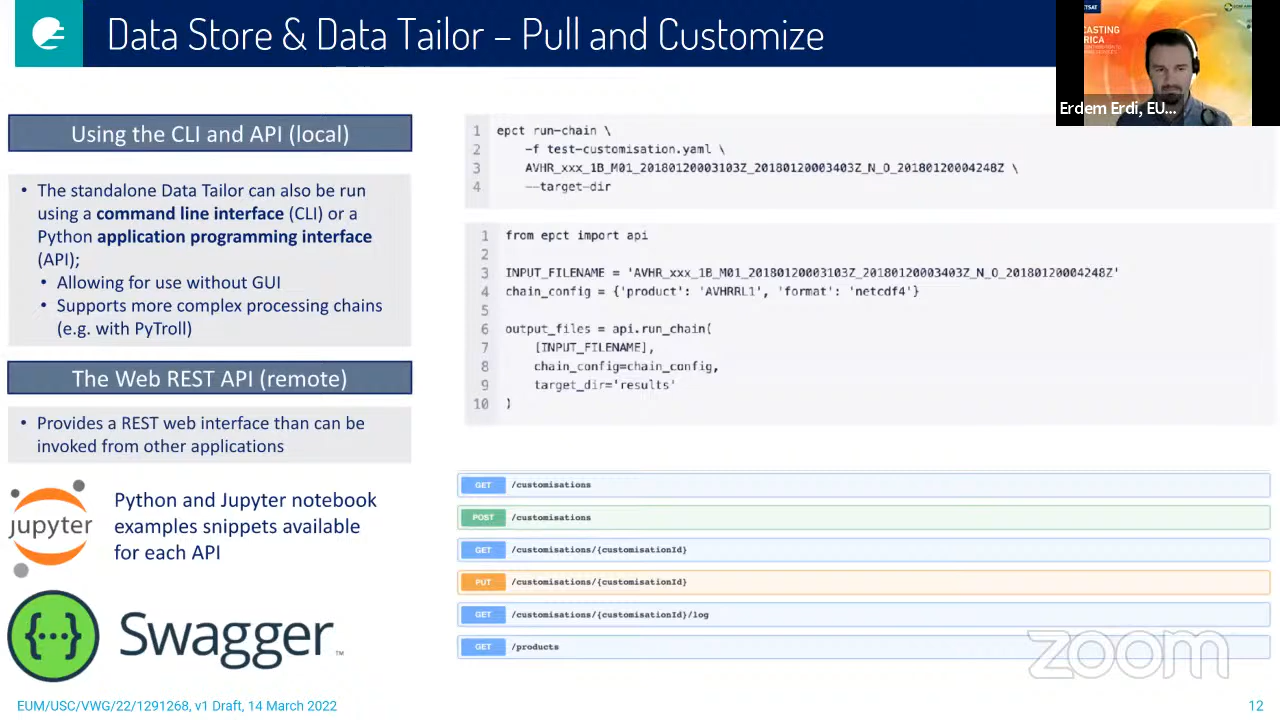 Data Store & Data Tailor – Pull and Customize
Erdem Erdi, EU...
Using the CLI and API (local)
• The standalone Data Tailor can also be run
using a command line interface (CLI) or a
Python application programming interface
(API);
• Allowing for use without GUI
• Supports more complex processing chains
(e.g. with PyTroll)
The Web REST API (remote)
• Provides a REST web interface than can be
invoked from other applications
jupyter
Python and Jupyter notebook
examples snippets available
for each API
{···} Swagger ™
1 epct run-chain \
2 -f test-customisation.yaml \
3 AVHR_xxx_1B_M01_20180120003103Z_20180120003403Z_N_O_20180120004248Z \
4 --target-dir
1 from epct import api
2
3 INPUT_FILENAME = 'AVHR_xxx_1B_M01_20180120003103Z_20180120003403Z_N_O_20180120004248Z'
4 chain_config = {'product': 'AVHRRL1', 'format': 'netcdf4'}
5
6 output_files = api.run_chain(
7 [INPUT_FILENAME],
8 chain_config=chain_config,
9 target_dir='results'
10 )
GET /customisations
POST /customisations
GET /customisations/{customisationId}
PUT /customisations/{customisationId}
GET /customisations/{customisationId}/log
GET /products
zoom
EUM/USC/VWG/22/1291268, v1 Draft, 14 March 2022
12